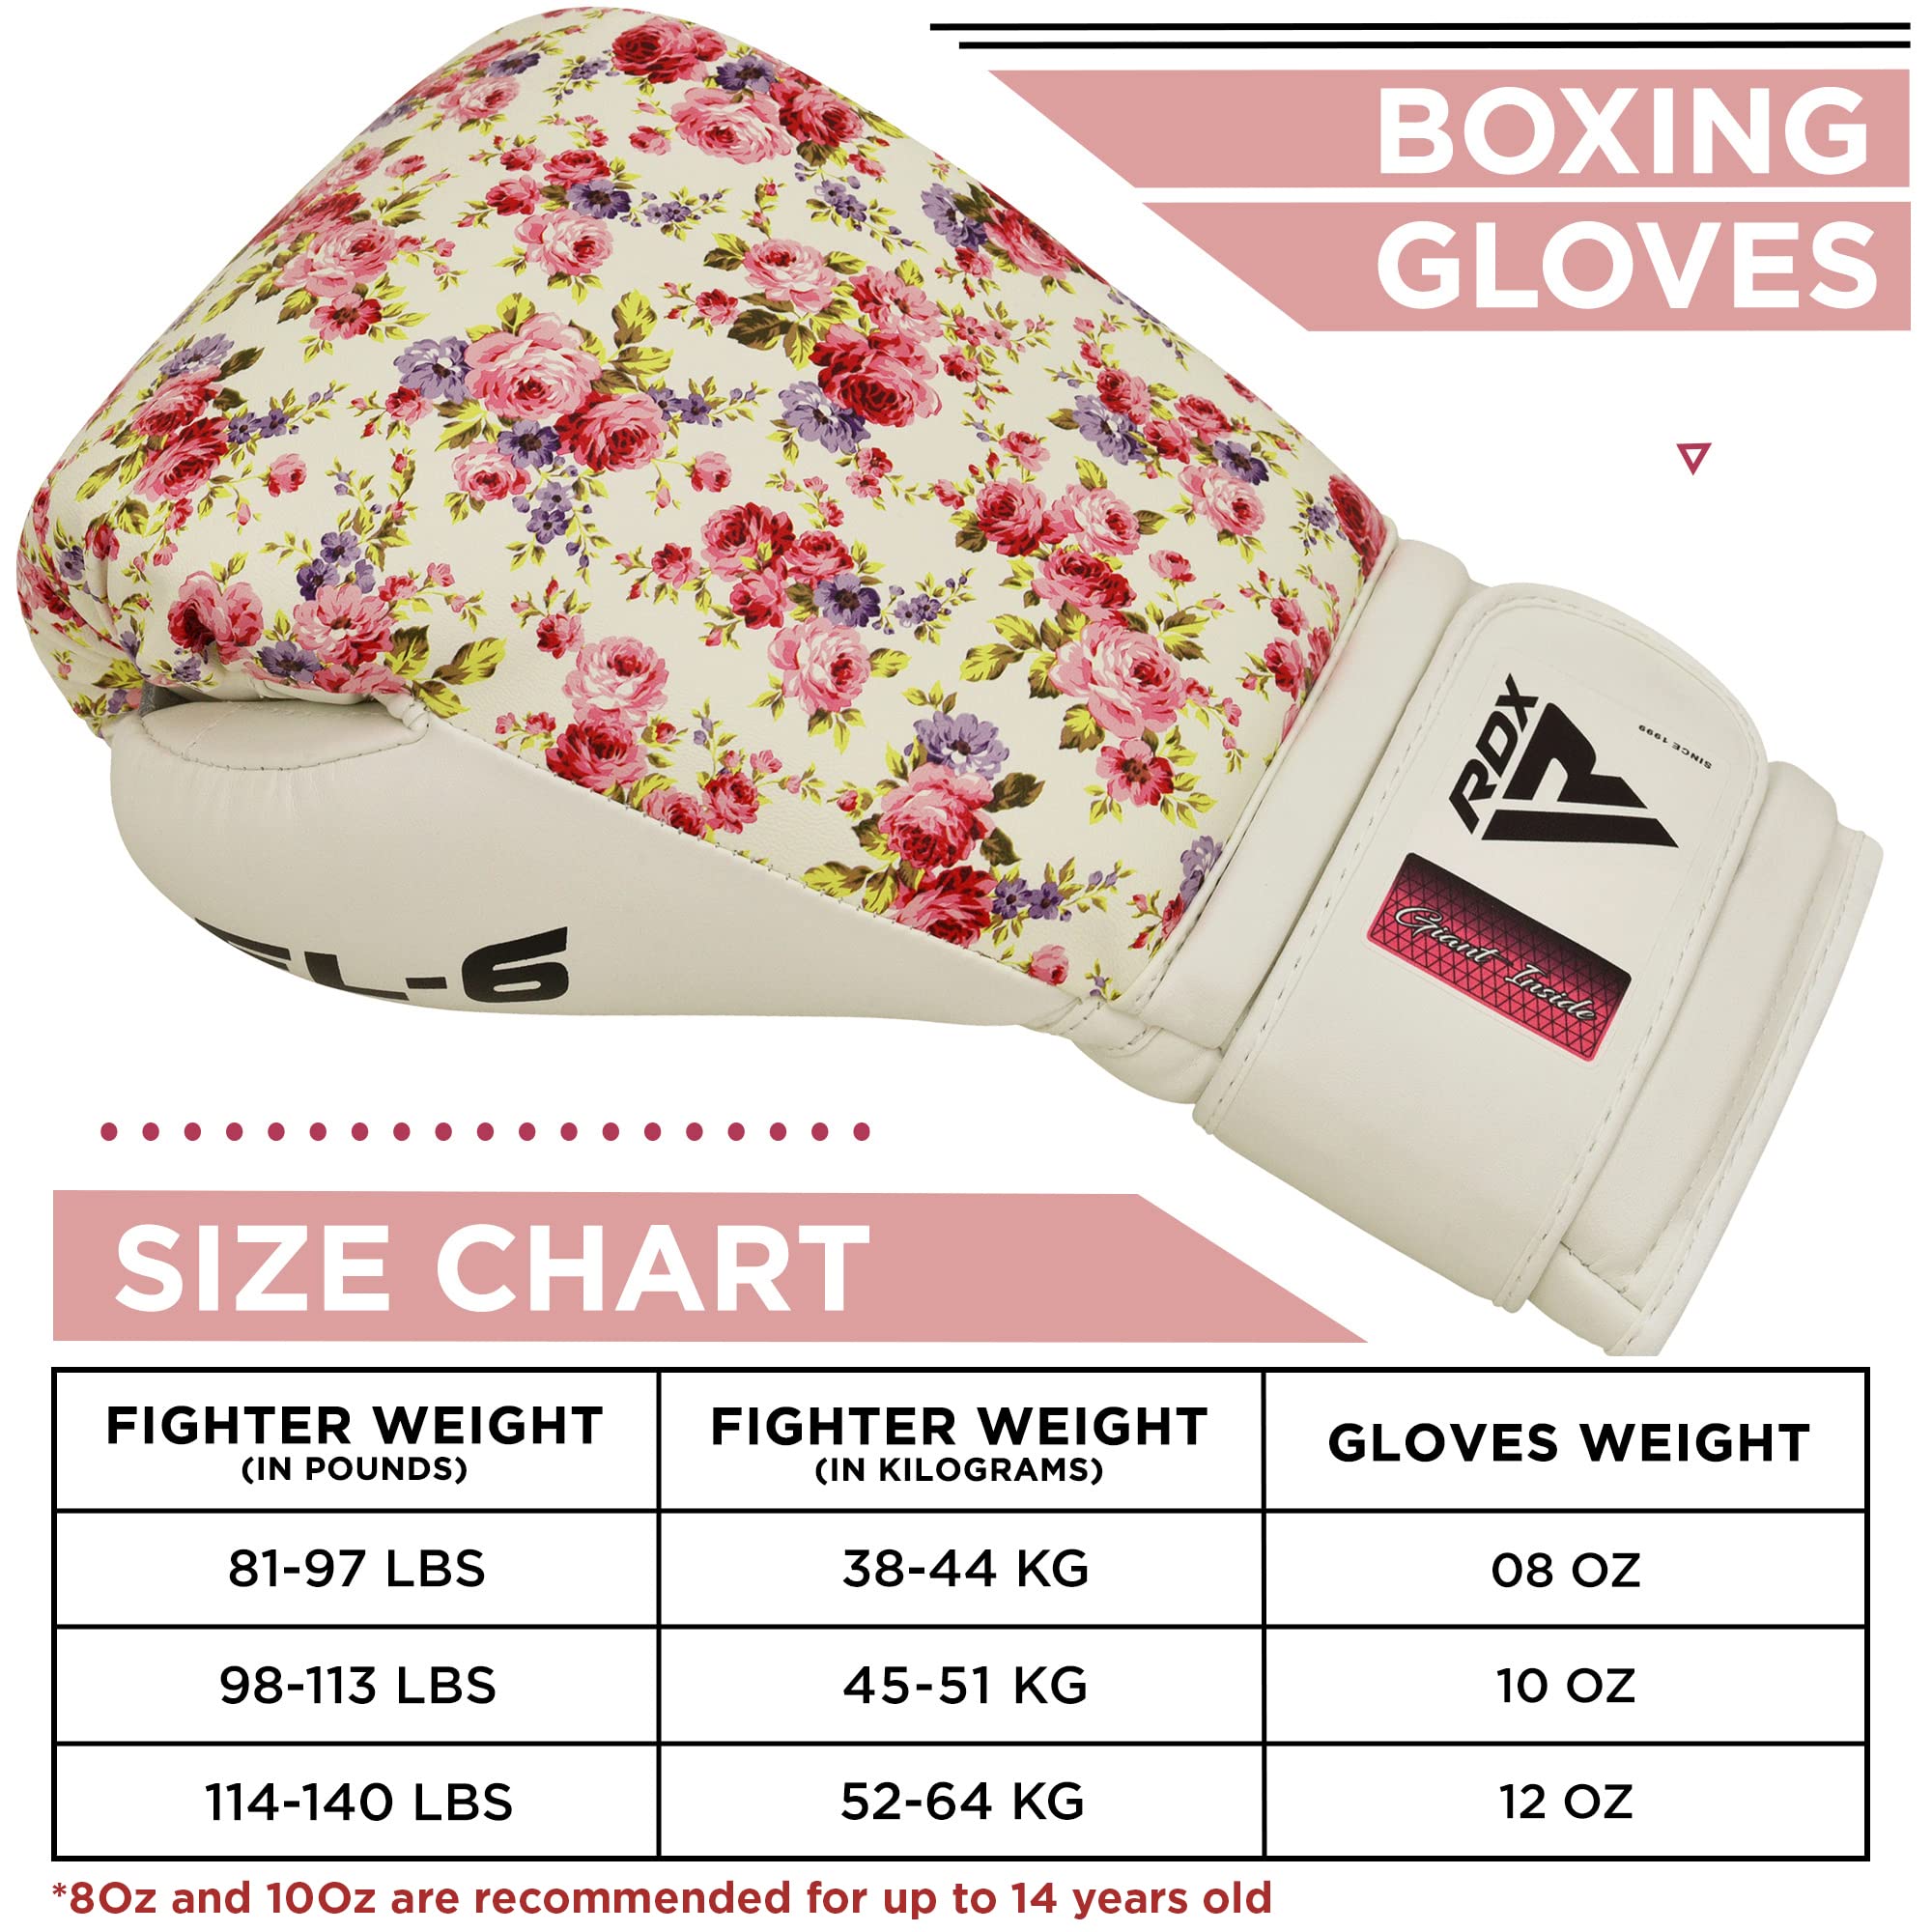 BOXING
GLOVES
RDX
SINCE 1999
Giant Inside
FL-6
SIZE CHART
FIGHTER WEIGHT FIGHTER WEIGHT GLOVES WEIGHT
(IN POUNDS) (IN KILOGRAMS)
81-97 LBS 38-44 KG 08 OZ
98-113 LBS 45-51 KG 10 OZ
114-140 LBS 52-64 KG 12 OZ
*8Oz and 10Oz are recommended for up to 14 years old